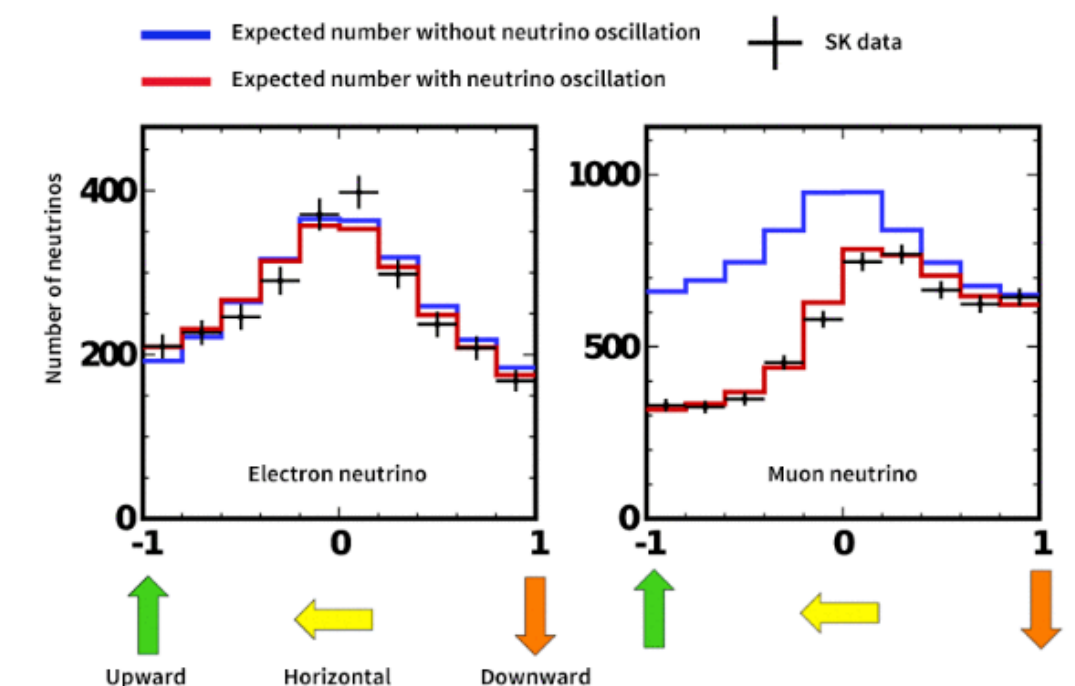 Expected number without neutrino oscillation
SK data
Expected number with neutrino oscillation
Number of neutrinos
400
200
0
Electron neutrino
-1 0 1
1000
500
0
Muon neutrino
-1 0 1
Upward Horizontal Downward